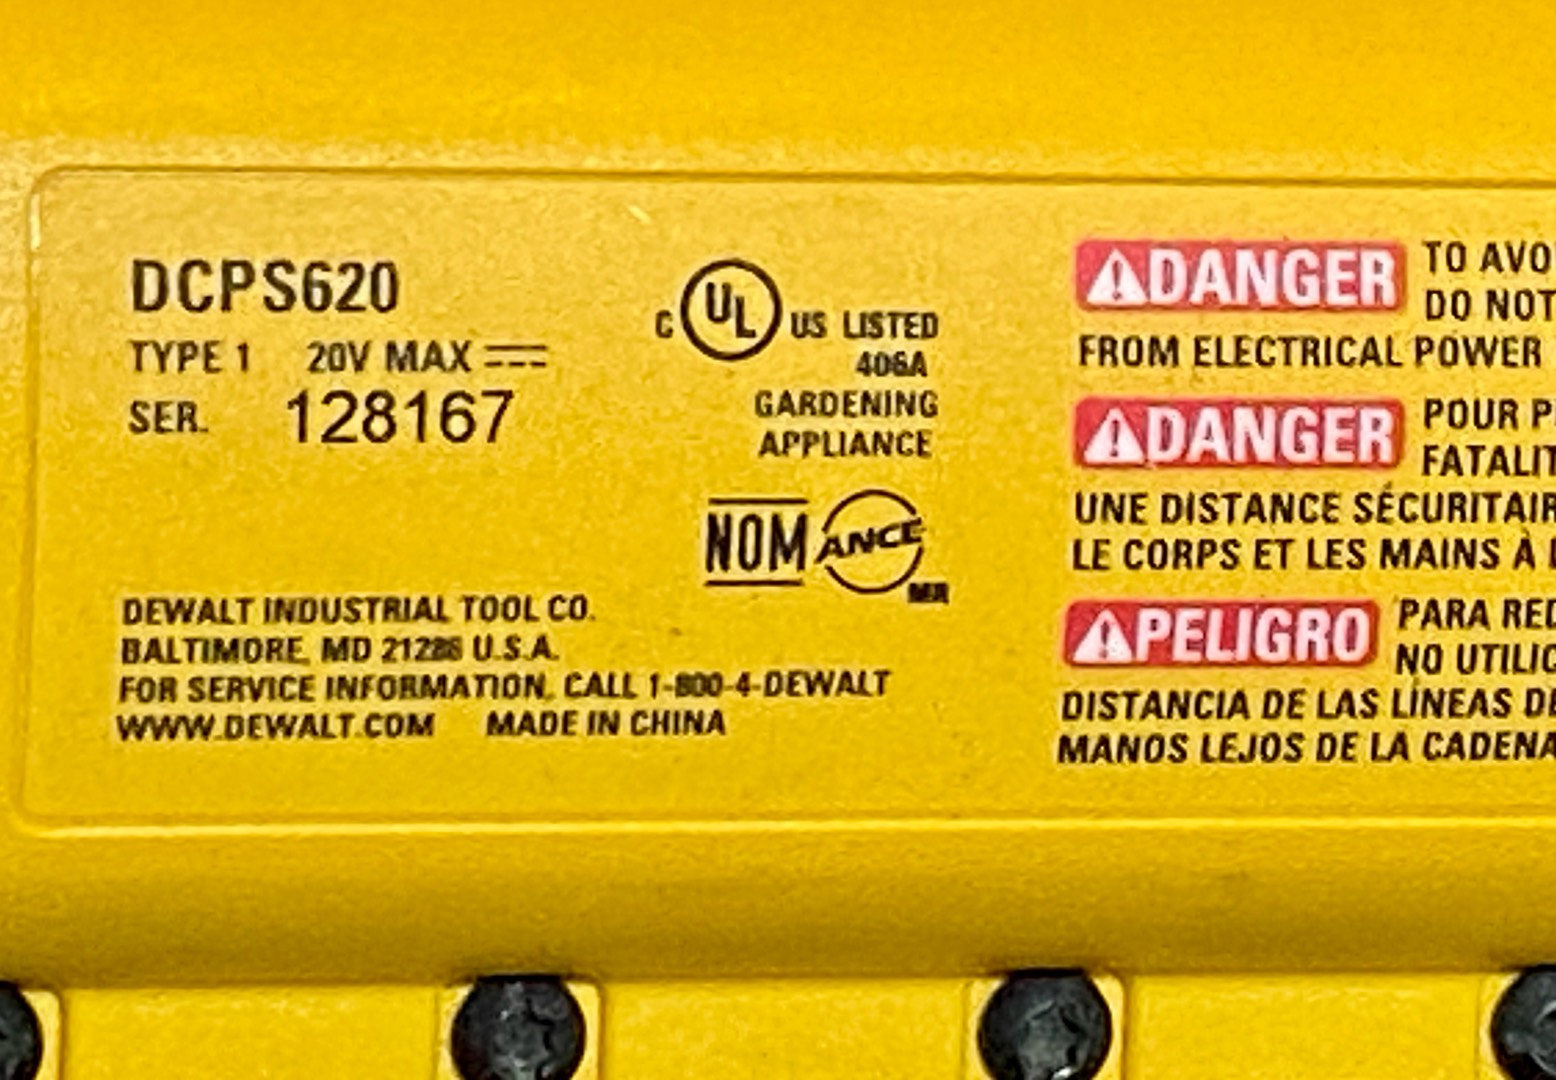 DCPS620
TYPE 1 20V MAX
SER. 128167
C UL US LISTED
406A
GARDENING
APPLIANCE
NOM ANCE
MR
DEWALT INDUSTRIAL TOOL CO.
BALTIMORE, MD 21286 U.S.A.
FOR SERVICE INFORMATION, CALL 1-800-4-DEWALT
WWW.DEWALT.COM MADE IN CHINA
DANGER TO AVO
DO NOT
FROM ELECTRICAL POWER
DANGER POUR P
FATALIT
UNE DISTANCE SÉCURITAIR
LE CORPS ET LES MAINS À
PELIGRO PARA RED
NO UTILIC
DISTANCIA DE LAS LÍNEAS DE
MANOS LEJOS DE LA CADENA